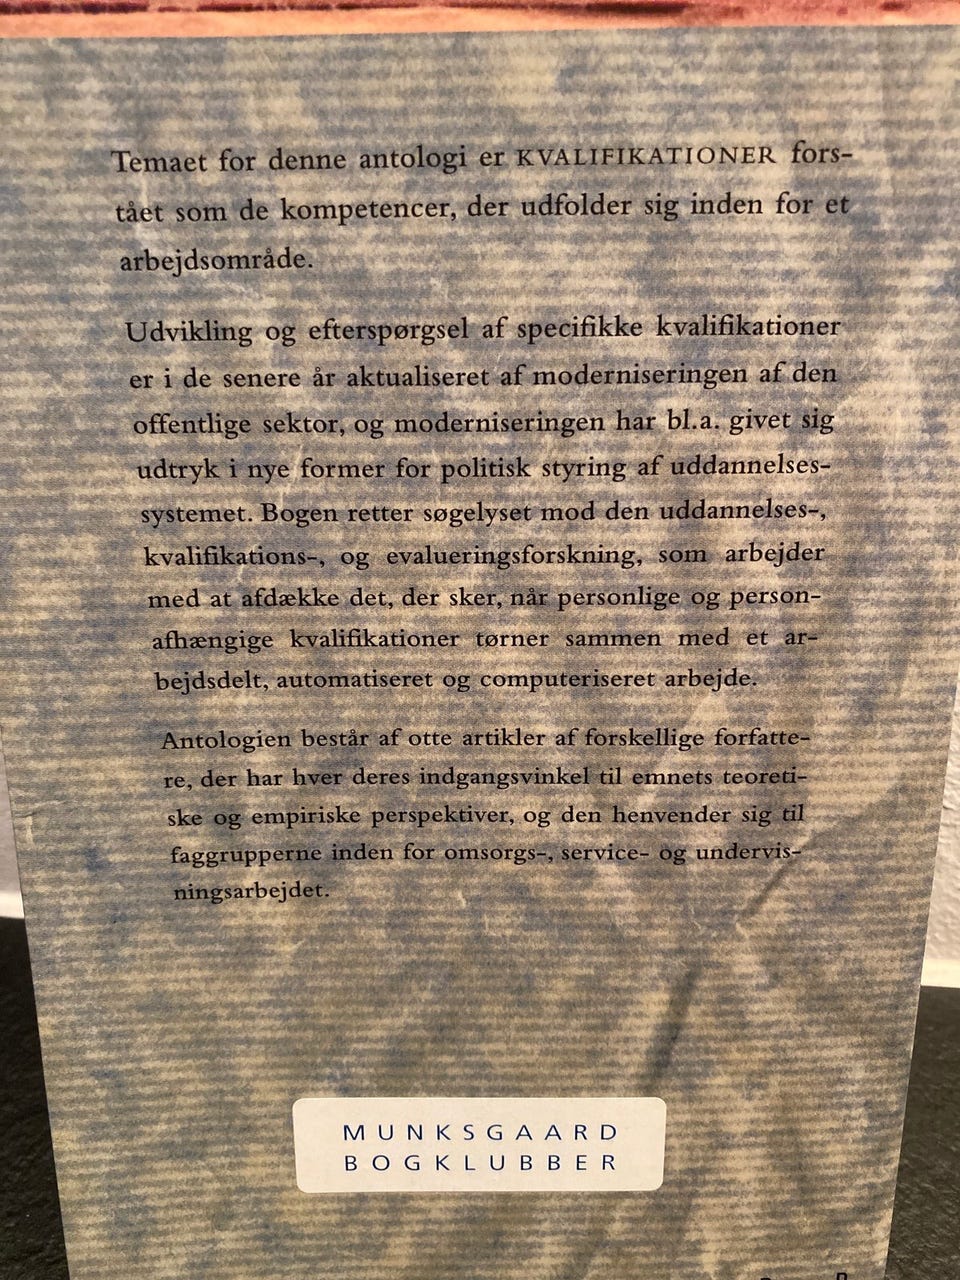 Temaet for denne antologi er KVALIFIKATIONER fors-
tået som de kompetencer, der udfolder sig inden for et
arbejdsområde.
Udvikling og efterspørgsel af specifikke kvalifikationer
er i de senere år aktualiseret af moderniseringen af den
offentlige sektor, og moderniseringen har bl.a. givet sig
udtryk i nye former for politisk styring af uddannelses-
systemet. Bogen retter søgelyset mod den uddannelses-,
kvalifikations-, og evalueringsforskning, som arbejder
med at afdække det, der sker, når personlige og person-
afhængige kvalifikationer tørner sammen med et ar-
bejdsdelt, automatiseret og computeriseret arbejde.
Antologien består af otte artikler af forskellige forfatte-
re, der har hver deres indgangsvinkel til emnets teoreti-
ske og empiriske perspektiver, og den henvender sig til
faggrupperne inden for omsorgs-, service- og undervis-
ningsarbejdet.
MUNKSGAARD
BOGKLUBBER